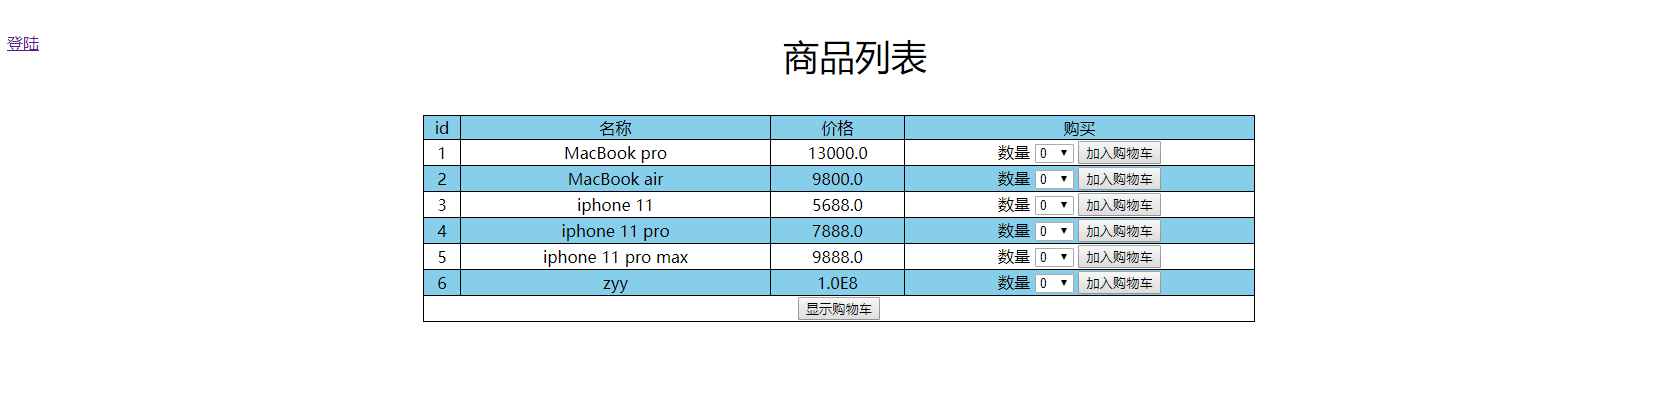 登陆
商品列表
id 名称 价格 购买
1 MacBook pro 13000.0 数量 0 加入购物车
2 MacBook air 9800.0 数量 0 加入购物车
3 iphone 11 5688.0 数量 0 加入购物车
4 iphone 11 pro 7888.0 数量 0 加入购物车
5 iphone 11 pro max 9888.0 数量 0 加入购物车
6 zyy 1.0E8 数量 0 加入购物车
显示购物车